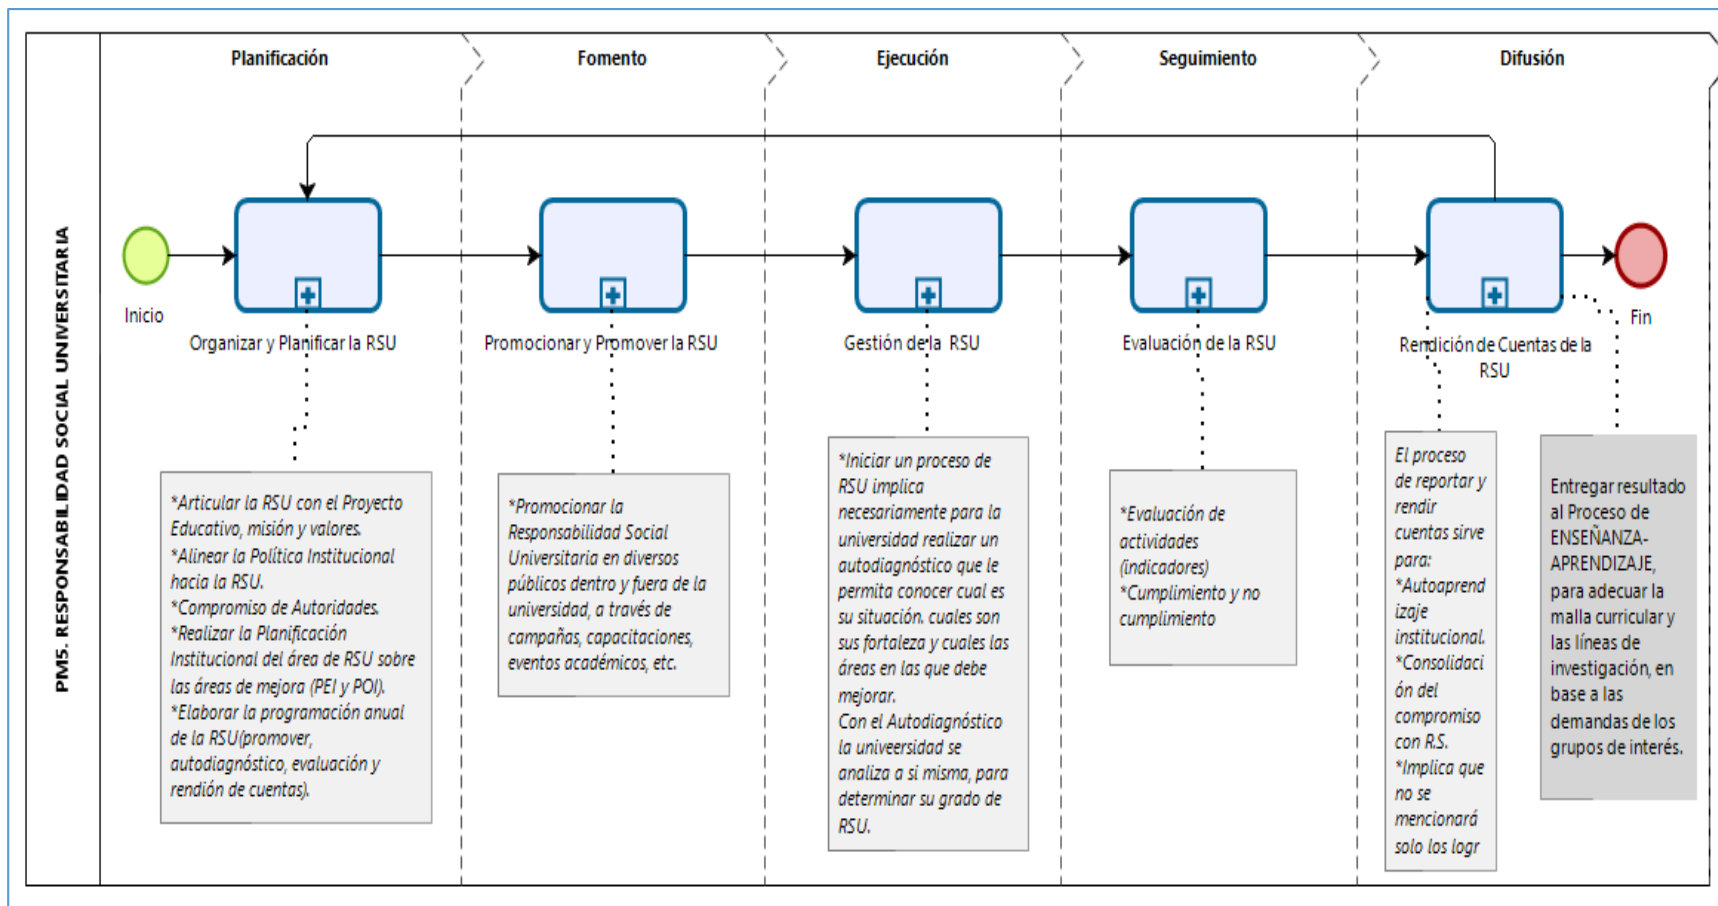 PM5. RESPONSABILIDAD SOCIAL UNIVERSITARIA
Planificación
Fomento
Ejecución
Seguimiento
Difusión
Inicio
Organizar y Planificar la RSU
Promocionar y Promover la RSU
Gestión de la RSU
Evaluación de la RSU
Rendición de Cuentas de la
RSU
Fin
*Articular la RSU con el Proyecto
Educativo, misión y valores.
*Alinear la Política Institucional
hacia la RSU.
*Compromiso de Autoridades.
*Realizar la Planificación
Institucional del área de RSU sobre
las áreas de mejora (PEI y POI).
*Elaborar la programación anual
de la RSU(promover,
autodiagnóstico, evaluación y
rendión de cuentas).
*Promocionar la
Responsabilidad Social
Universitaria en diversos
públicos dentro y fuera de la
universidad, a través de
campañas, capacitaciones,
eventos académicos, etc.
*Iniciar un proceso de
RSU implica
necesariamente para la
universidad realizar un
autodiagnóstico que le
permita conocer cual es
su situación. cuales son
sus fortaleza y cuales las
áreas en las que debe
mejorar.
Con el Autodiagnóstico
la univeersidad se
analiza a si misma, para
determinar su grado de
RSU.
*Evaluación de
actividades
(indicadores)
*Cumplimiento y no
cumplimiento
El proceso
de reportar y
rendir
cuentas sirve
para:
*Autoaprend
izaje
institucional.
*Consolidaci
ón del
compromiso
con R.S.
*Implica que
no se
mencionará
solo los logr
Entregar resultado
al Proceso de
ENSEÑANZA-
APRENDIZAJE,
para adecuar la
malla curricular y
las líneas de
investigación, en
base a las
demandas de los
grupos de interés.